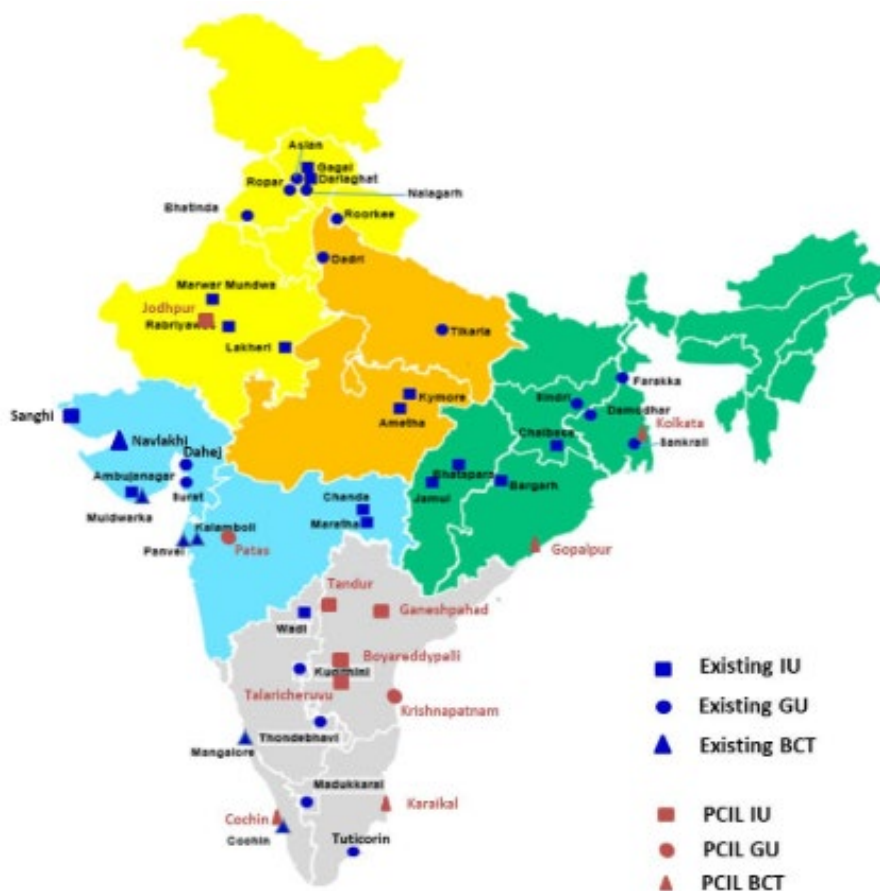 Asian
Gagal
Ropar
Darlaghat
Nalagarh
Bhatinda
Roorkee
Dadri
Marwar Mundwa
Jodhpur
Tikaria
Lakheri
Farakka
Kymore
Sindri
Ametha
Damodhar
Sanghi
Kolkata
Navlakhi
Chaibasa
Sankrail
Dahej
Bhatapara
Ambujanagar
Jamul
Bargarh
Surat
Chanda
Muldwarka
Maratha
Kalamboli
Panvel
Patas
Gopalpur
Tandur
Ganeshpahad
Wadi
Boyareddypalli
Existing IU
Talaricheruvu
Krishnapatnam
Existing GU
Thondebhavi
Existing BCT
Mangalore
Madukkarai
Karaikal
Cochin
PCIL IU
Cochin
Tuticorin
PCIL GU
PCIL BCT